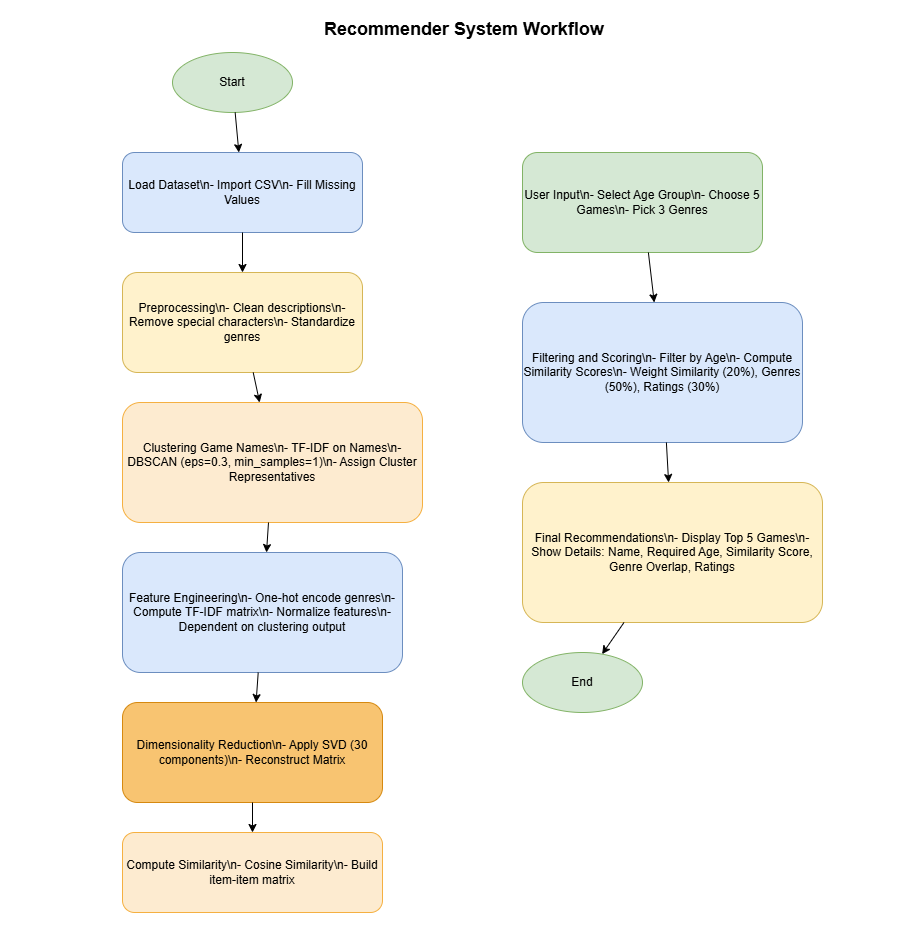 Recommender System Workflow
Start
Load Dataset\n- Import CSV\n- Fill Missing
Values
Preprocessing\n- Clean descriptions\n-
Remove special characters\n- Standardize
genres
Clustering Game Names\n- TF-IDF on Names\n-
DBSCAN (eps=0.3, min_samples=1)\n- Assign Cluster
Representatives
Feature Engineering\n- One-hot encode genres\n-
Compute TF-IDF matrix\n- Normalize features\n-
Dependent on clustering output
Dimensionality Reduction\n- Apply SVD (30
components)\n- Reconstruct Matrix
Compute Similarity\n- Cosine Similarity\n- Build
item-item matrix
User Input\n- Select Age Group\n- Choose 5
Games\n- Pick 3 Genres
Filtering and Scoring\n- Filter by Age\n- Compute
Similarity Scores\n- Weight Similarity (20%), Genres
(50%), Ratings (30%)
Final Recommendations\n- Display Top 5 Games\n-
Show Details: Name, Required Age, Similarity Score,
Genre Overlap, Ratings
End